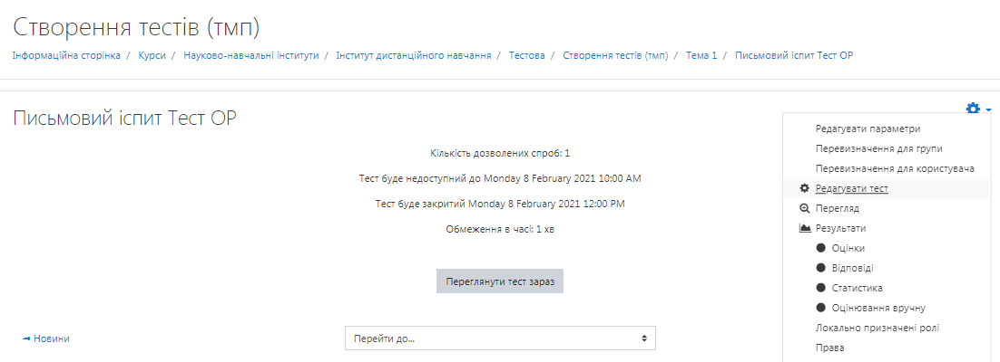 Створення тестів (тмп)
Інформаційна сторінка / Курси / Науково-навчальні інститути / Інститут дистанційного навчання / Тестова / Створення тестів (тмп) / Тема 1 / Письмовий іспит Тест ОР
Письмовий іспит Тест ОР
Кількість дозволених спроб: 1
Тест буде недоступний до Monday 8 February 2021 10:00 AM
Тест буде закритий Monday 8 February 2021 12:00 PM
Обмеження в часі: 1 хв
Переглянути тест зараз
◄ Новини
Перейти до...
Редагувати параметри
Перевизначення для групи
Перевизначення для користувача
Редагувати тест
Перегляд
Результати
Оцінки
Відповіді
Статистика
Оцінювання вручну
Локально призначені ролі
Права